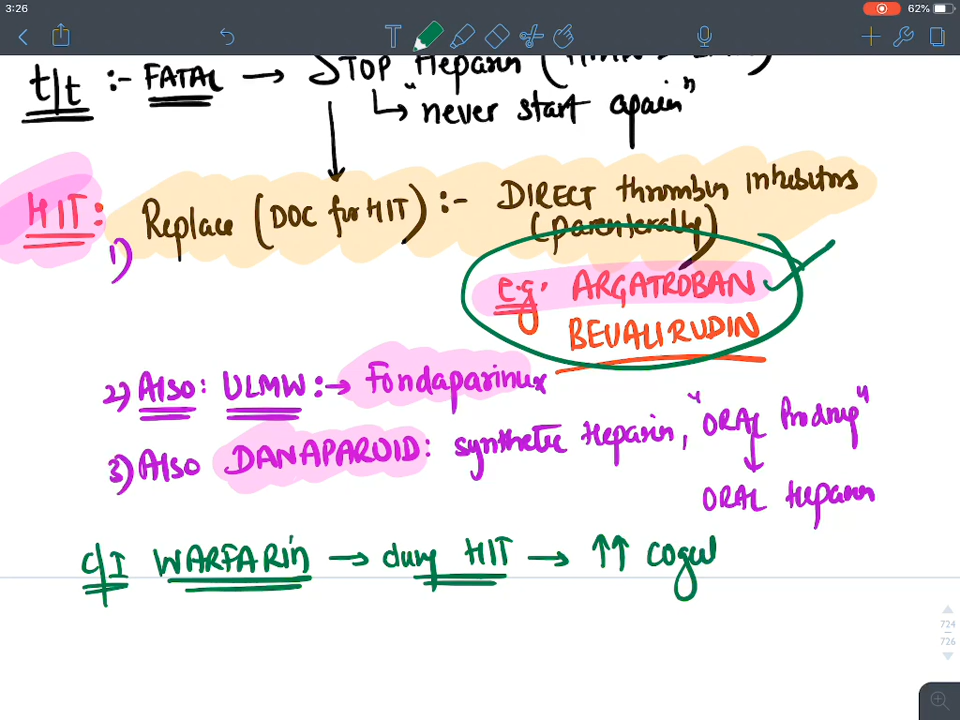 3:26
62%
T
t/t :- FATAL → STOP Heparin (
↳ "never start again"
HIT:
1) Replace (DOC for HIT) :- DIRECT thrombin inhibitors
(parenterally)
e.g. ARGATROBAN ✓
BEVALIRUDIN
2) Also: ULMW :→ Fondaparinux
3) Also DANAPAROID: synthetic Heparin, "ORAL Prodrug"
↓
ORAL Heparin
C/I WARFARIN → during HIT → ↑↑ cogul
724
726